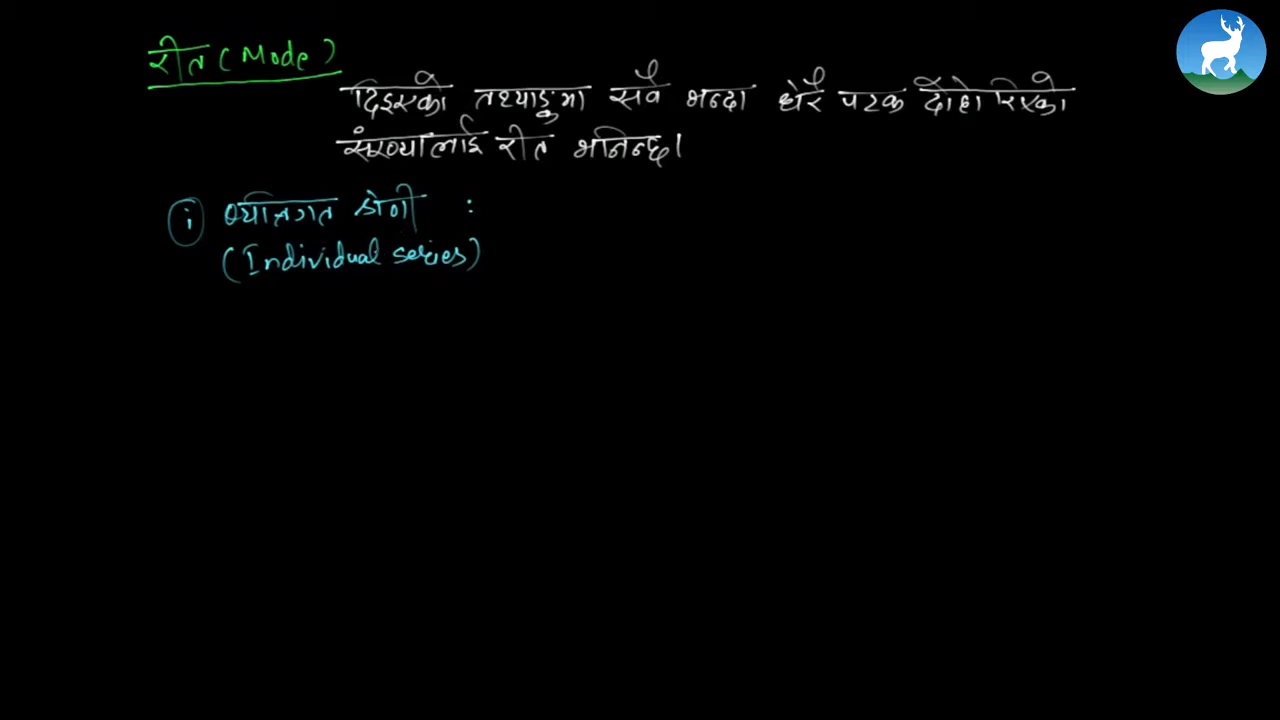 रीत (Mode)
दिइएको तथ्याङ्कमा सबै भन्दा धेरै पटक दोहोरिएको
संख्यालाई रीत भनिन्छ।
i व्यक्तिगत श्रेणी :
(Individual series)